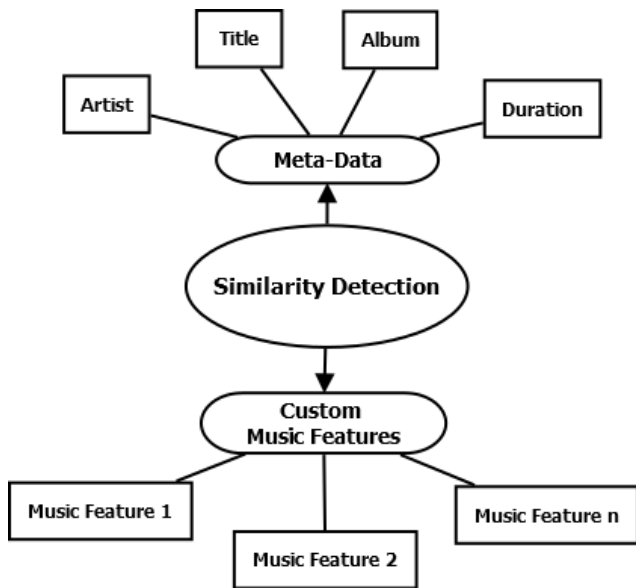 Title
Album
Artist
Duration
Meta-Data
Similarity Detection
Custom
Music Features
Music Feature 1
Music Feature 2
Music Feature n